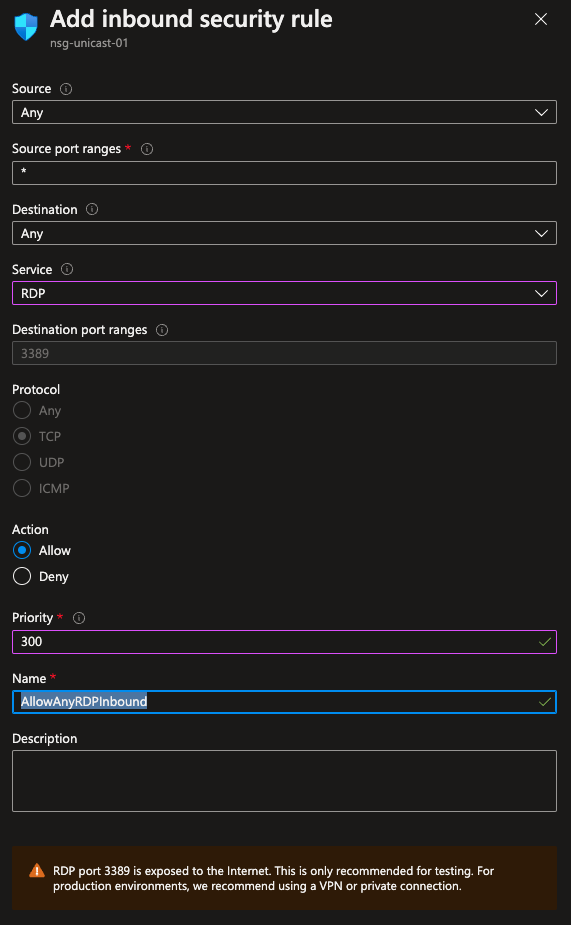 Add inbound security rule
nsg-unicast-01
Source
Any
Source port ranges *
*
Destination
Any
Service
RDP
Destination port ranges
3389
Protocol
Any
TCP
UDP
ICMP
Action
Allow
Deny
Priority *
300
Name *
AllowAnyRDPInbound
Description
RDP port 3389 is exposed to the Internet. This is only recommended for testing. For
production environments, we recommend using a VPN or private connection.